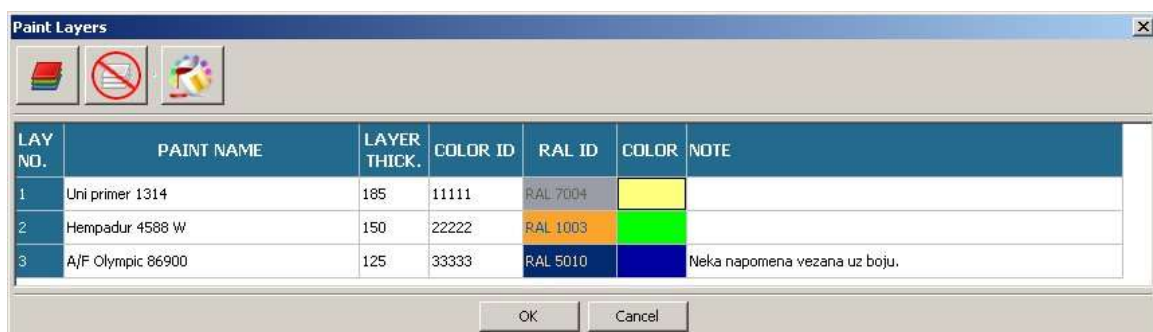 Paint Layers
LAY NO. PAINT NAME LAYER THICK. COLOR ID RAL ID COLOR NOTE
1 Uni primer 1314 185 11111 RAL 7004
2 Hempadur 4588 W 150 22222 RAL 1003
3 A/F Olympic 86900 125 33333 RAL 5010 Neka napomena vezana uz boju.
OK Cancel